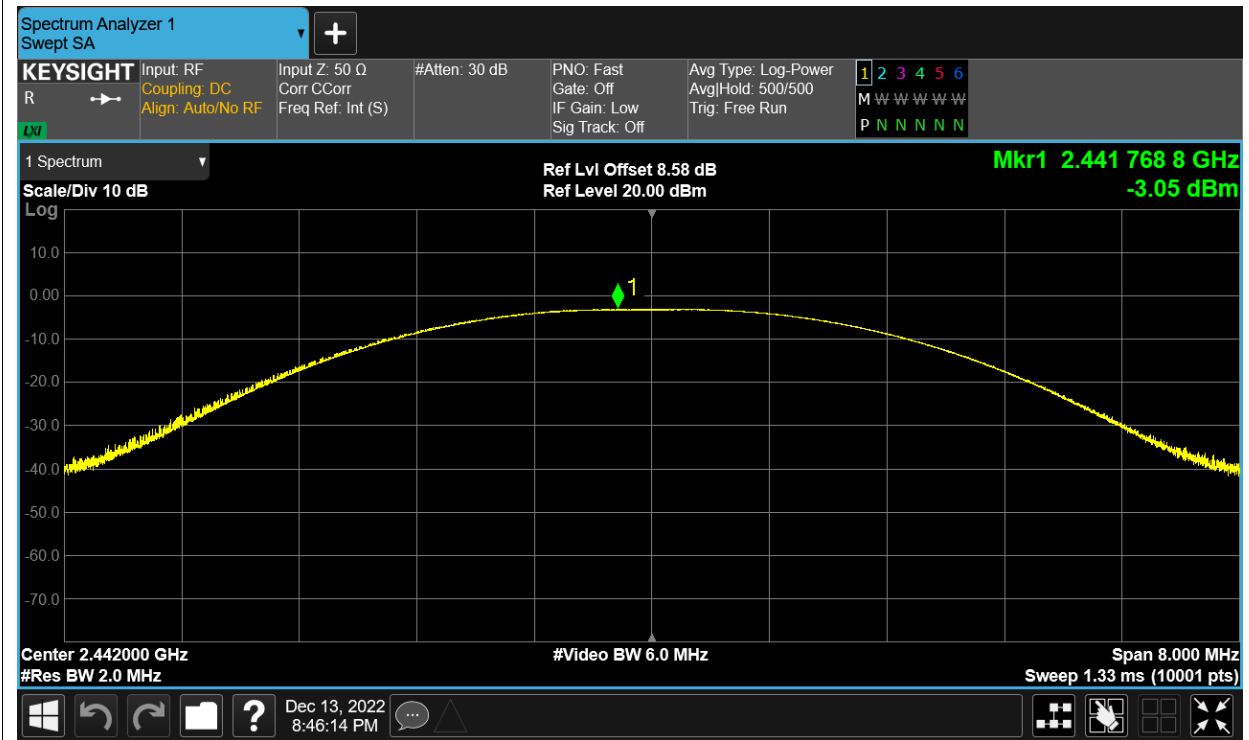 Spectrum Analyzer 1
Swept SA
KEYSIGHT
R
LXI
Input: RF
Coupling: DC
Align: Auto/No RF
Input Z: 50 Ω
Corr CCorr
Freq Ref: Int (S)
#Atten: 30 dB
PNO: Fast
Gate: Off
IF Gain: Low
Sig Track: Off
Avg Type: Log-Power
Avg|Hold: 500/500
Trig: Free Run
1 2 3 4 5 6
M W W W W W
P N N N N N
1 Spectrum
Scale/Div 10 dB
Log
Ref Lvl Offset 8.58 dB
Ref Level 20.00 dBm
Mkr1 2.441 768 8 GHz
-3.05 dBm
1
10.0
0.00
-10.0
-20.0
-30.0
-40.0
-50.0
-60.0
-70.0
Center 2.442000 GHz
#Res BW 2.0 MHz
#Video BW 6.0 MHz
Span 8.000 MHz
Sweep 1.33 ms (10001 pts)
?
Dec 13, 2022
8:46:14 PM